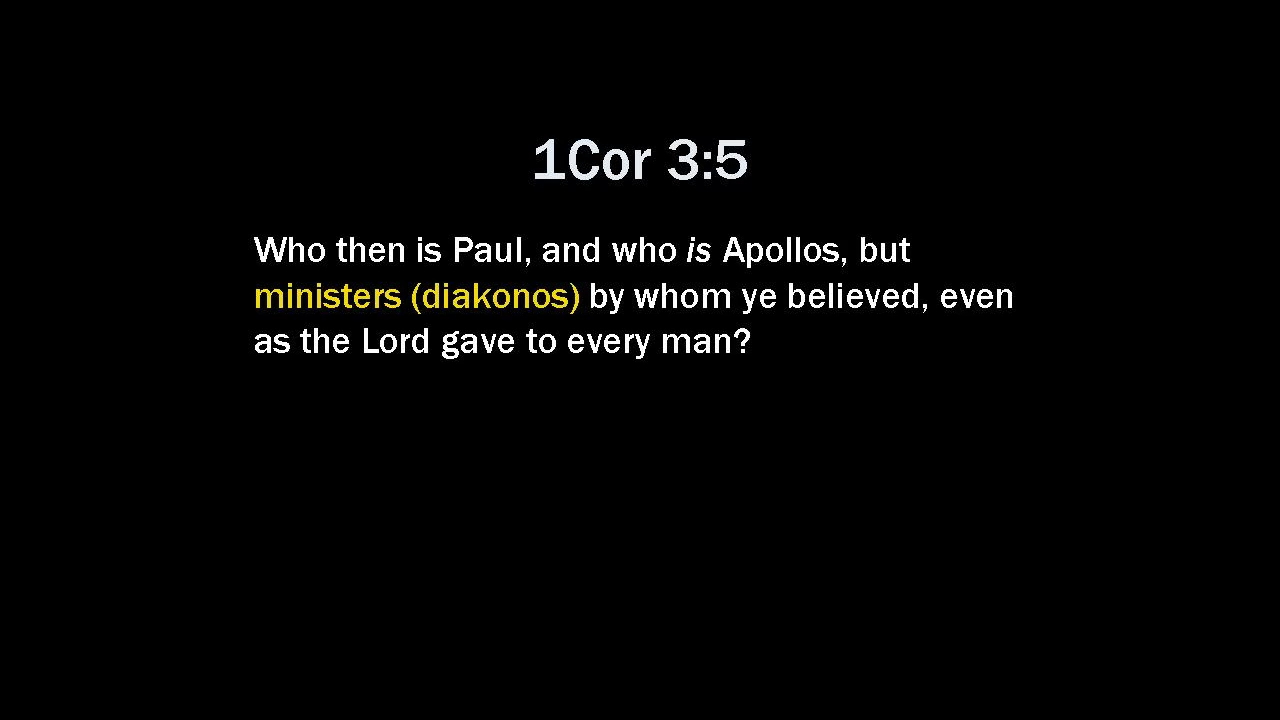 1Cor 3:5
Who then is Paul, and who is Apollos, but
ministers (diakonos) by whom ye believed, even
as the Lord gave to every man?